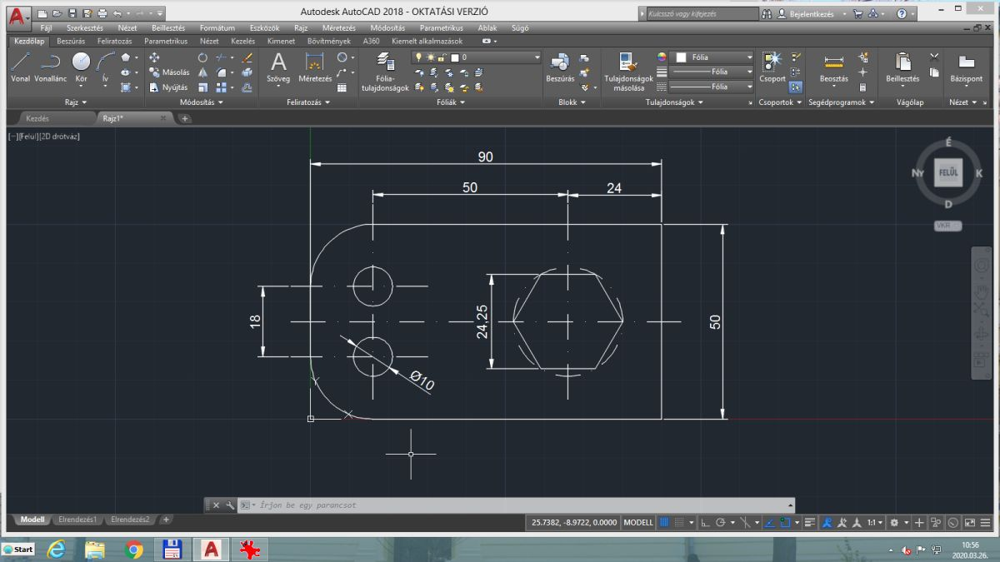 Autodesk AutoCAD 2018 - OKTATÁSI VERZIÓ
Kulcsszó vagy kifejezés
Bejelentkezés
Fájl Szerkesztés Nézet Beillesztés Formátum Eszközök Rajz Méretezés Módosítás Parametrikus Ablak Súgó
Kezdőlap Beszúrás Feliratozás Parametrikus Nézet Kezelés Kimenet Bővítmények A360 Kiemelt alkalmazások
Vonal Vonallánc Kör Ív
Másolás
Nyújtás
Szöveg Méretezés
Fólia-
tulajdonságok
0
Beszúrás
Tulajdonságok
másolása
Fólia
Fólia
Fólia
Csoport
Beosztás
Beillesztés
Bázispont
Rajz Módosítás Feliratozás Fóliák Blokk Tulajdonságok Csoportok Segédprogramok Vágólap Nézet
Kezdés Rajz1*
[−][Felül][2D drótváz]
É
Ny FELÜL K
D
VKR
90
50 24
18
24,25
50
Ø10
Y
X
Írjon be egy parancsot
Modell Elrendezés1 Elrendezés2 +
25.7382, -8.9722, 0.0000 MODELL
1:1
Start
10:56
2020.03.26.